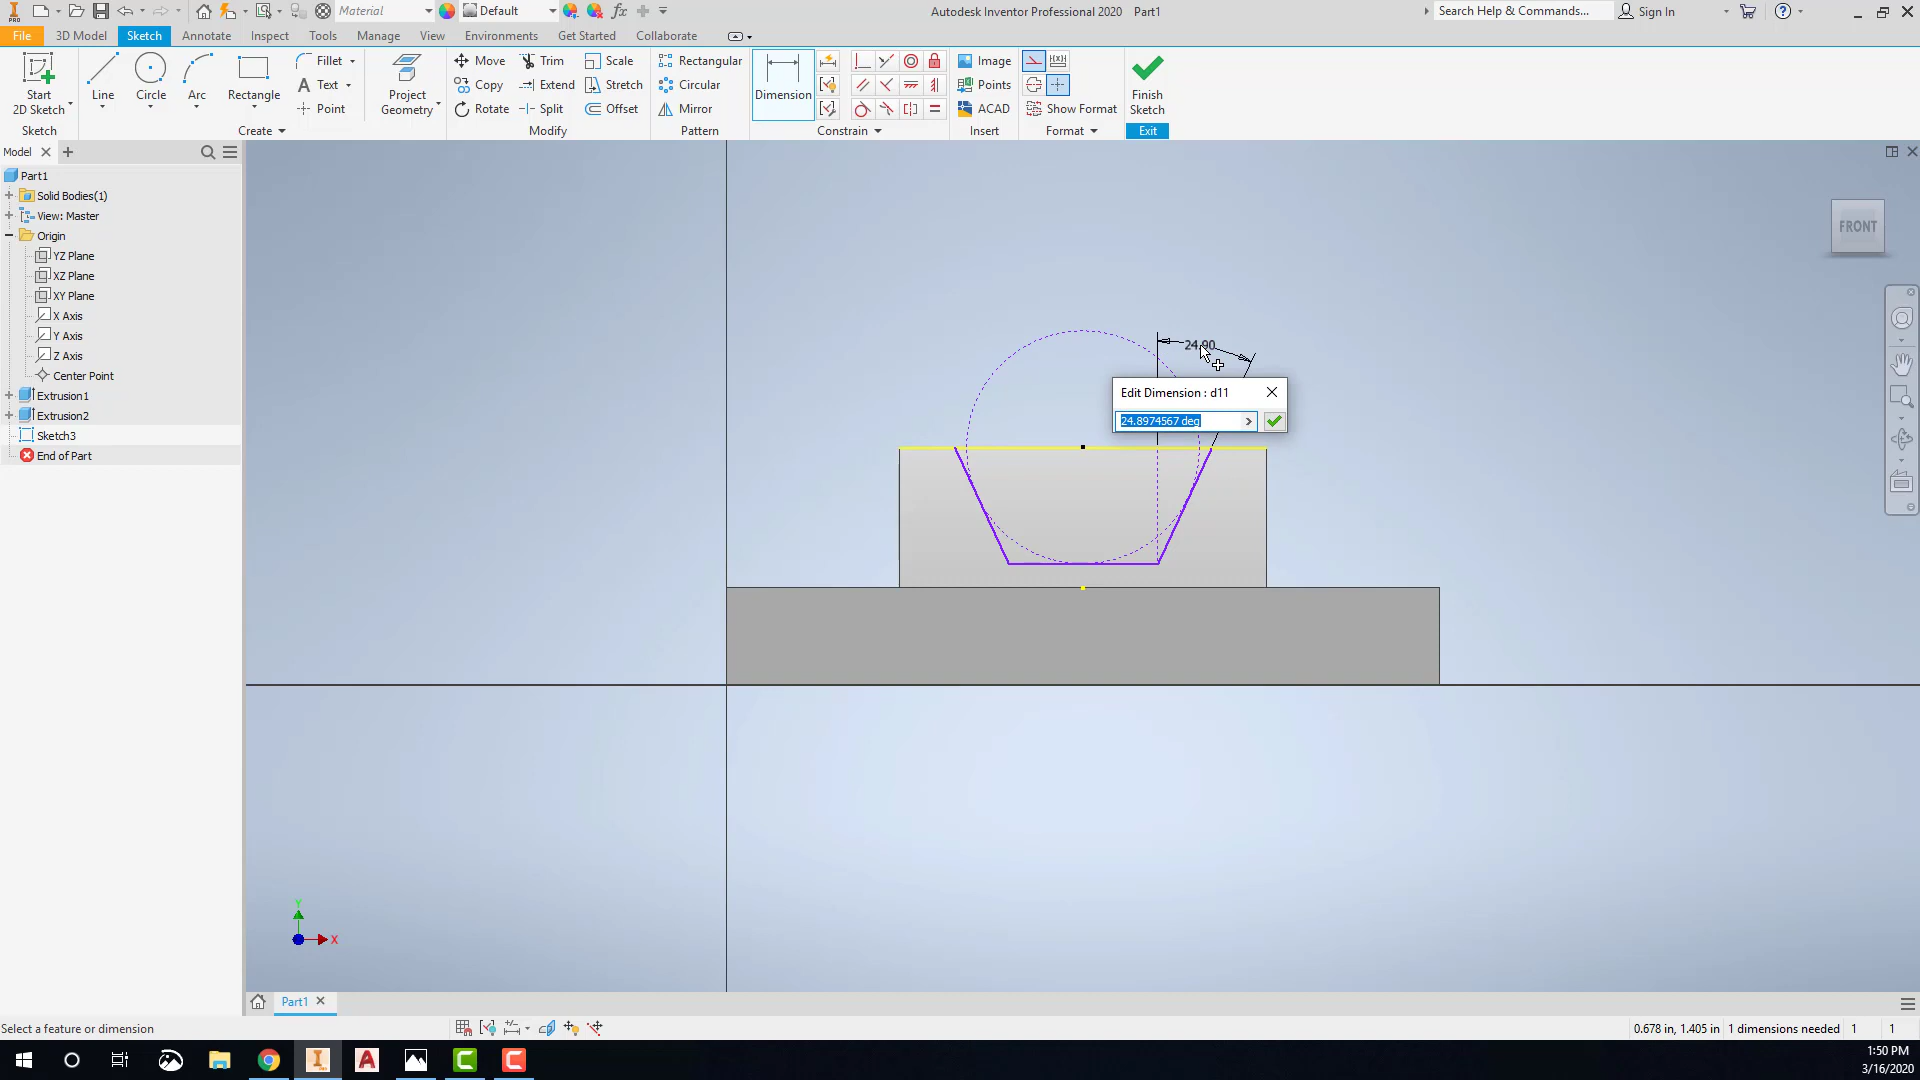 Material
Default
Autodesk Inventor Professional 2020 Part1
Search Help & Commands...
Sign In
File
3D Model
Sketch
Annotate
Inspect
Tools
Manage
View
Environments
Get Started
Collaborate
Start
2D Sketch
Sketch
Line
Circle
Arc
Rectangle
Fillet
Text
Point
Create
Project
Geometry
Move
Copy
Rotate
Trim
Extend
Split
Scale
Stretch
Offset
Modify
Rectangular
Circular
Mirror
Pattern
Dimension
Constrain
Image
Points
ACAD
Insert
Show Format
Format
Finish
Sketch
Exit
Model
Part1
Solid Bodies(1)
View: Master
Origin
YZ Plane
XZ Plane
XY Plane
X Axis
Y Axis
Z Axis
Center Point
Extrusion1
Extrusion2
Sketch3
End of Part
FRONT
24.90
Edit Dimension : d11
24.8974567 deg
Y
X
Part1
Select a feature or dimension
0.678 in, 1.405 in
1 dimensions needed
1
1
1:50 PM
3/16/2020